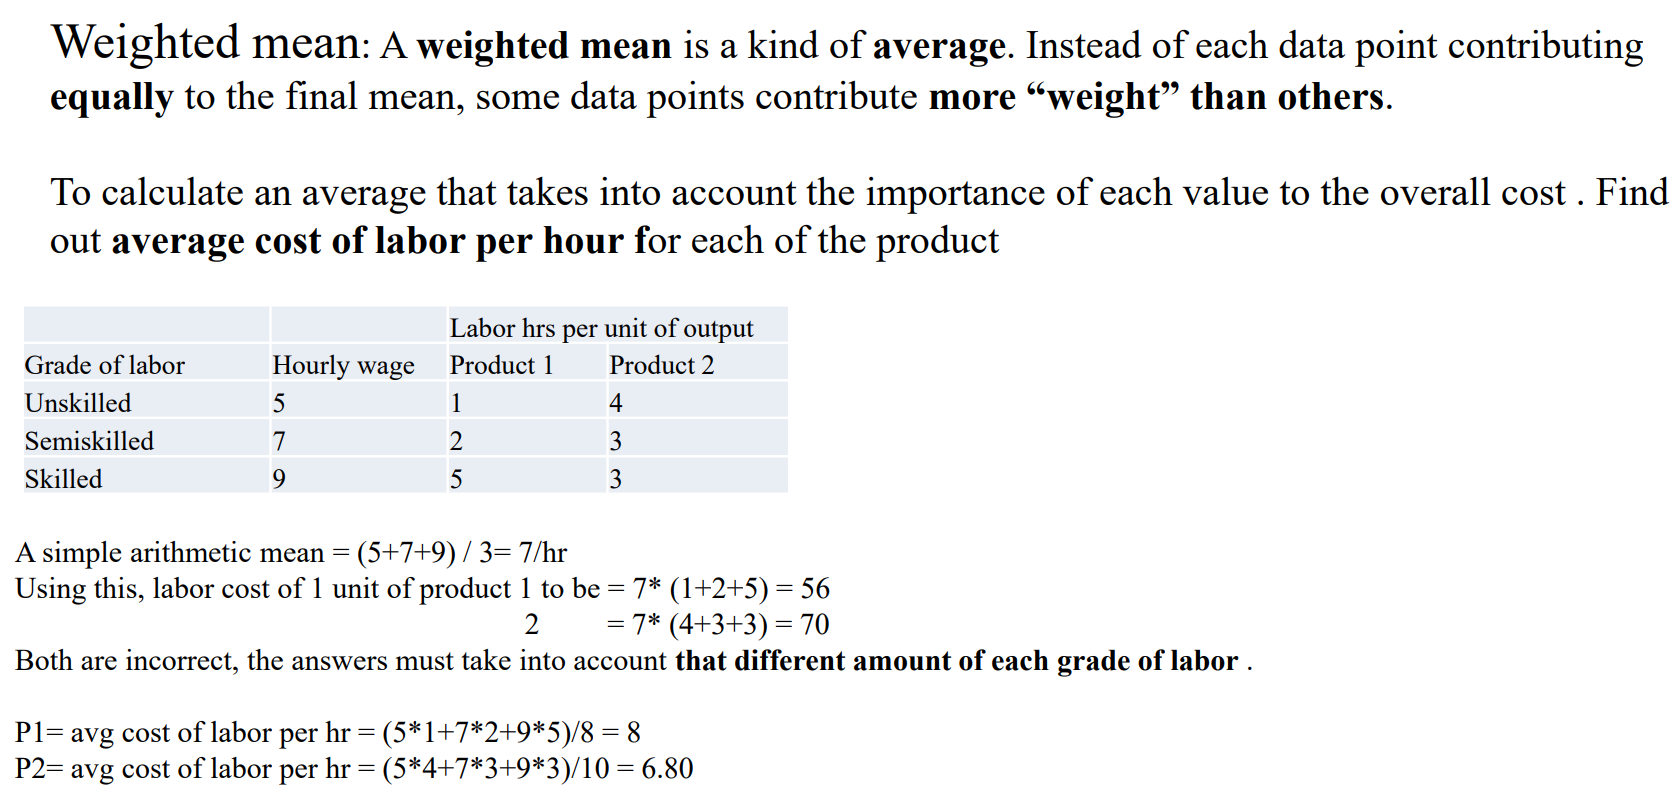 Weighted mean: A weighted mean is a kind of average. Instead of each data point contributing
equally to the final mean, some data points contribute more “weight” than others.
To calculate an average that takes into account the importance of each value to the overall cost . Find
out average cost of labor per hour for each of the product
Labor hrs per unit of output
Grade of labor Hourly wage Product 1 Product 2
Unskilled 5 1 4
Semiskilled 7 2 3
Skilled 9 5 3
A simple arithmetic mean = (5+7+9) / 3= 7/hr
Using this, labor cost of 1 unit of product 1 to be = 7* (1+2+5) = 56
2 = 7* (4+3+3) = 70
Both are incorrect, the answers must take into account that different amount of each grade of labor .
P1= avg cost of labor per hr = (5*1+7*2+9*5)/8 = 8
P2= avg cost of labor per hr = (5*4+7*3+9*3)/10 = 6.80